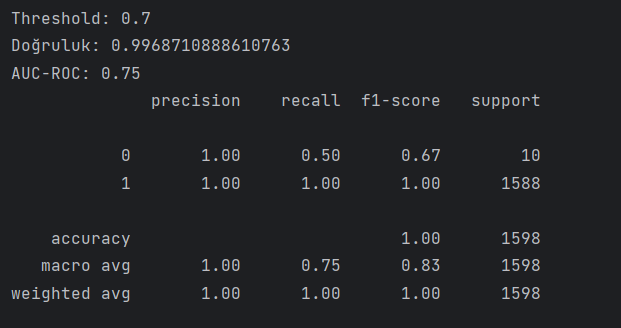 Threshold: 0.7
Doğruluk: 0.9968710888610763
AUC-ROC: 0.75
precision recall f1-score support
0 1.00 0.50 0.67 10
1 1.00 1.00 1.00 1588
accuracy 1.00 1598
macro avg 1.00 0.75 0.83 1598
weighted avg 1.00 1.00 1.00 1598